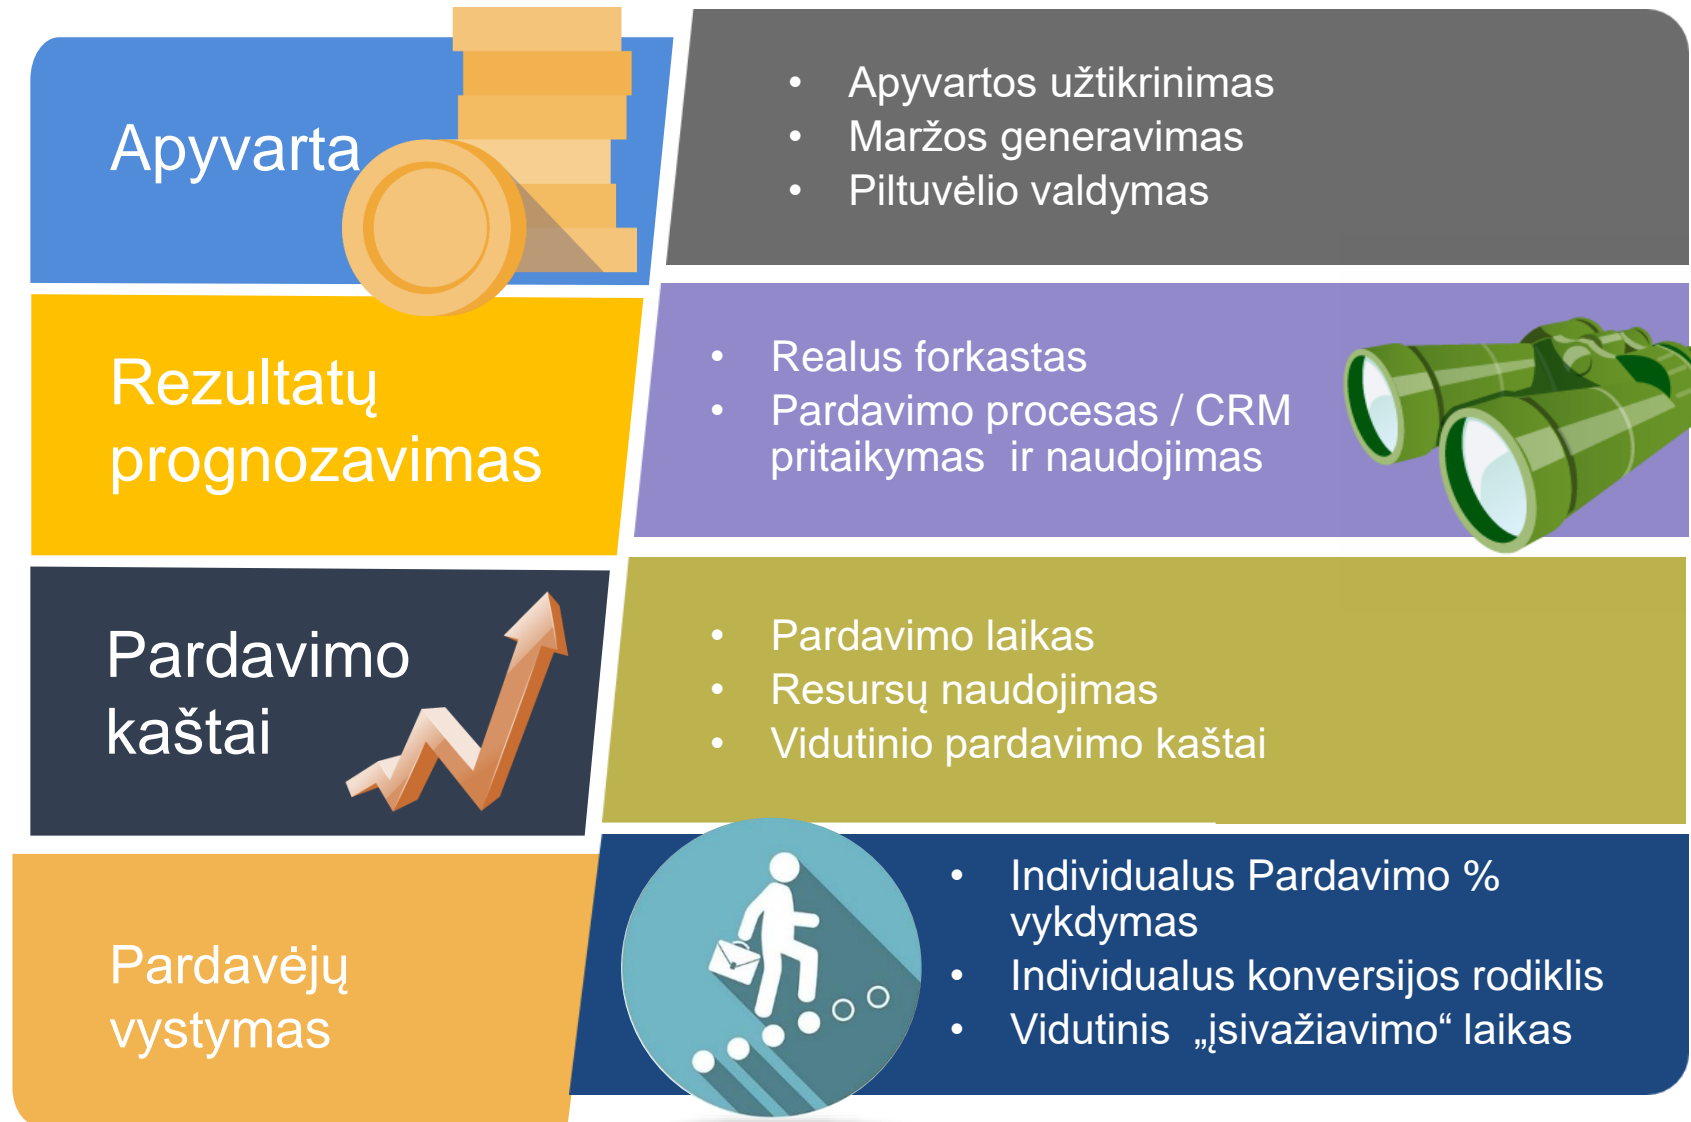 Apyvarta
• Apyvartos užtikrinimas
• Maržos generavimas
• Piltuvėlio valdymas
Rezultatų
prognozavimas
• Realus forkastas
• Pardavimo procesas / CRM
pritaikymas ir naudojimas
Pardavimo
kaštai
• Pardavimo laikas
• Resursų naudojimas
• Vidutinio pardavimo kaštai
Pardavėjų
vystymas
• Individualus Pardavimo %
vykdymas
• Individualus konversijos rodiklis
• Vidutinis „įsivažiavimo“ laikas